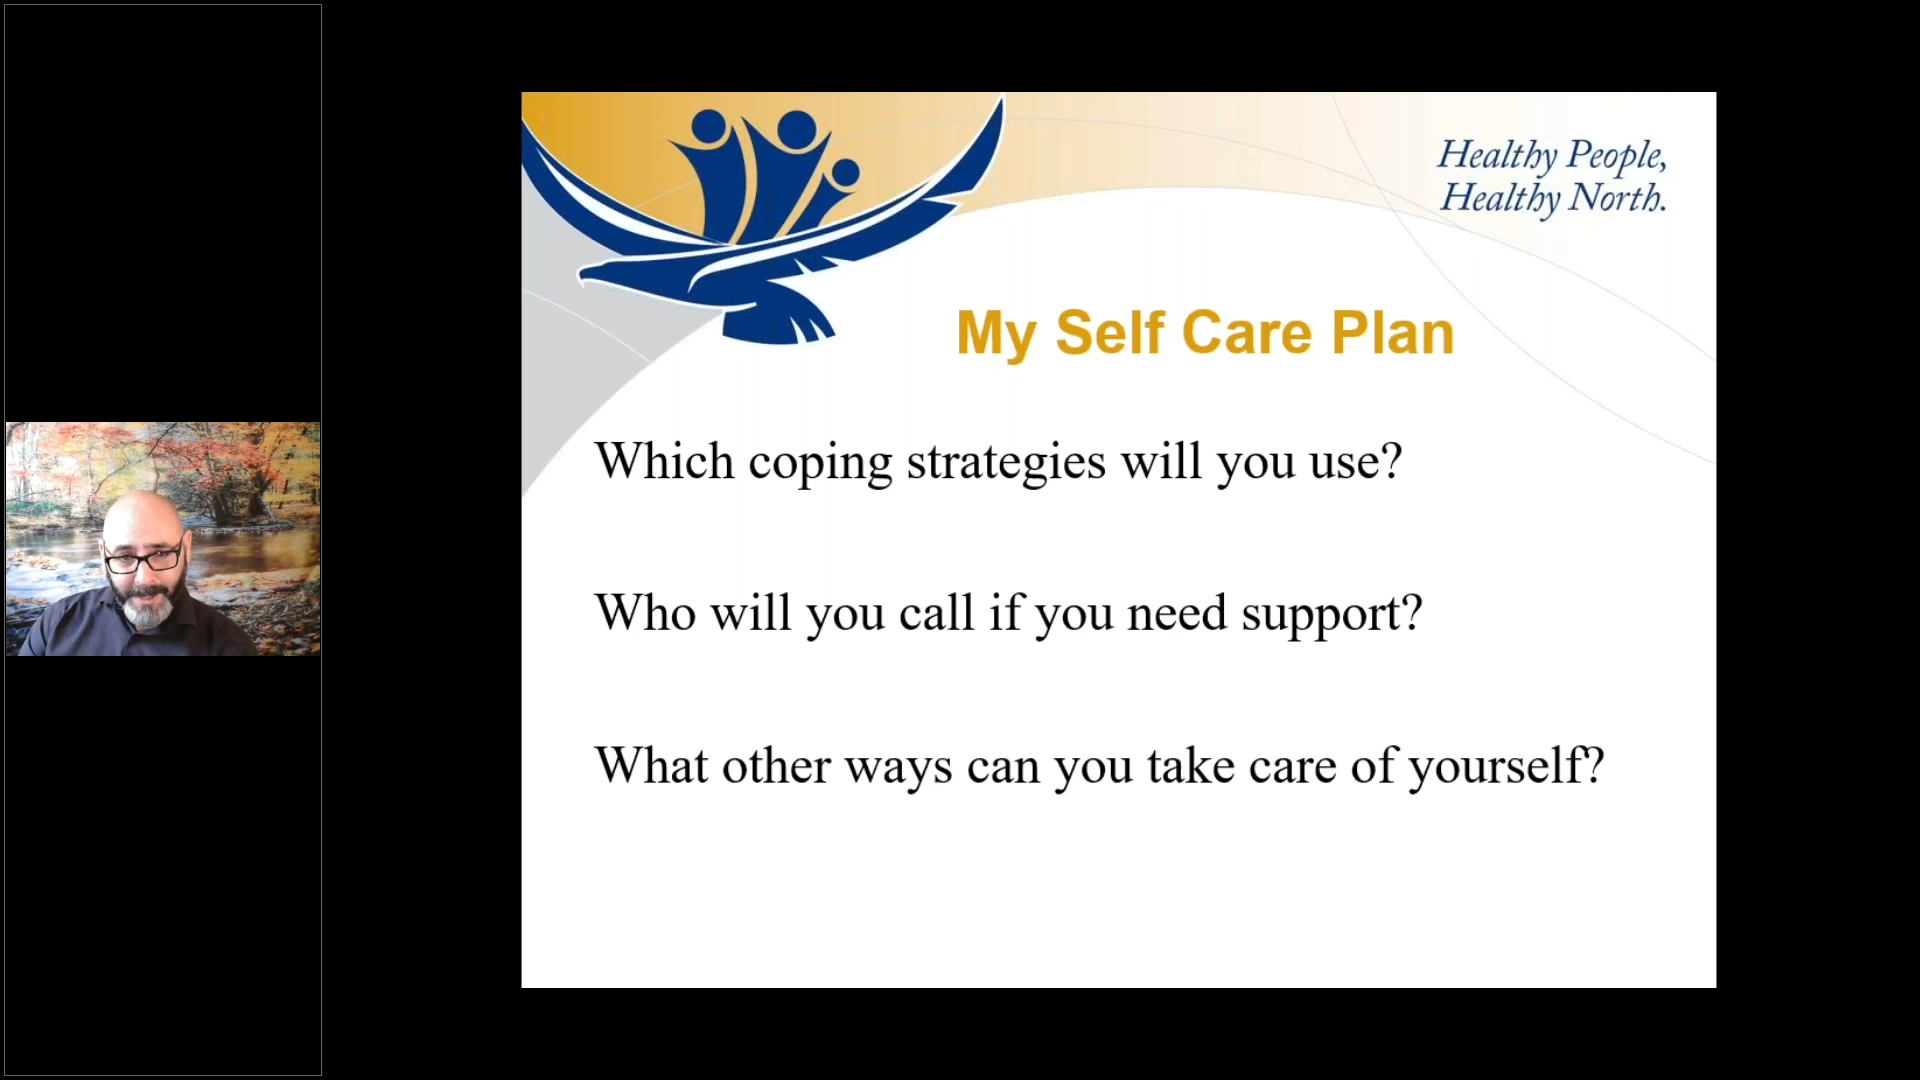 Healthy People,
Healthy North.
My Self Care Plan
Which coping strategies will you use?
Who will you call if you need support?
What other ways can you take care of yourself?